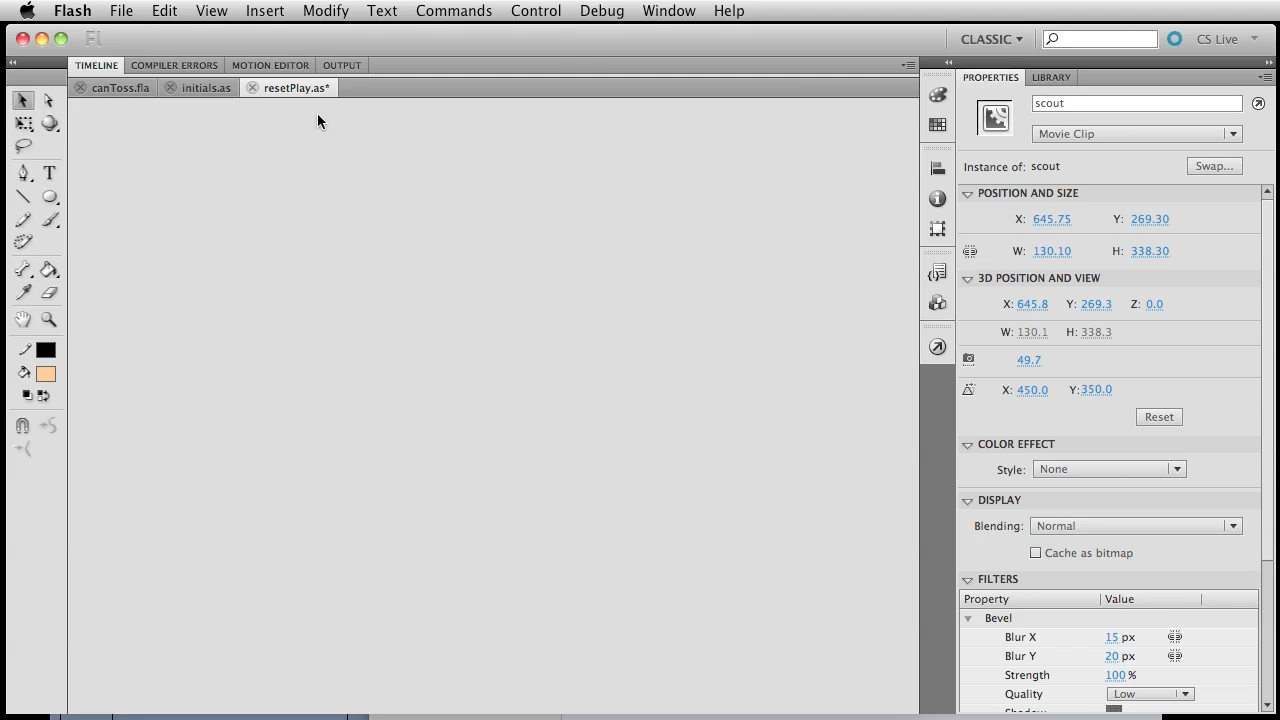 Flash File Edit View Insert Modify Text Commands Control Debug Window Help
Fl CLASSIC CS Live
TIMELINE COMPILER ERRORS MOTION EDITOR OUTPUT
canToss.fla initials.as resetPlay.as*
T
PROPERTIES LIBRARY
scout
Movie Clip
Instance of: scout Swap...
POSITION AND SIZE
X: 645.75 Y: 269.30
W: 130.10 H: 338.30
3D POSITION AND VIEW
X: 645.8 Y: 269.3 Z: 0.0
W: 130.1 H: 338.3
49.7
X: 450.0 Y: 350.0
Reset
COLOR EFFECT
Style: None
DISPLAY
Blending: Normal
Cache as bitmap
FILTERS
Property Value
Bevel
Blur X 15 px
Blur Y 20 px
Strength 100 %
Quality Low